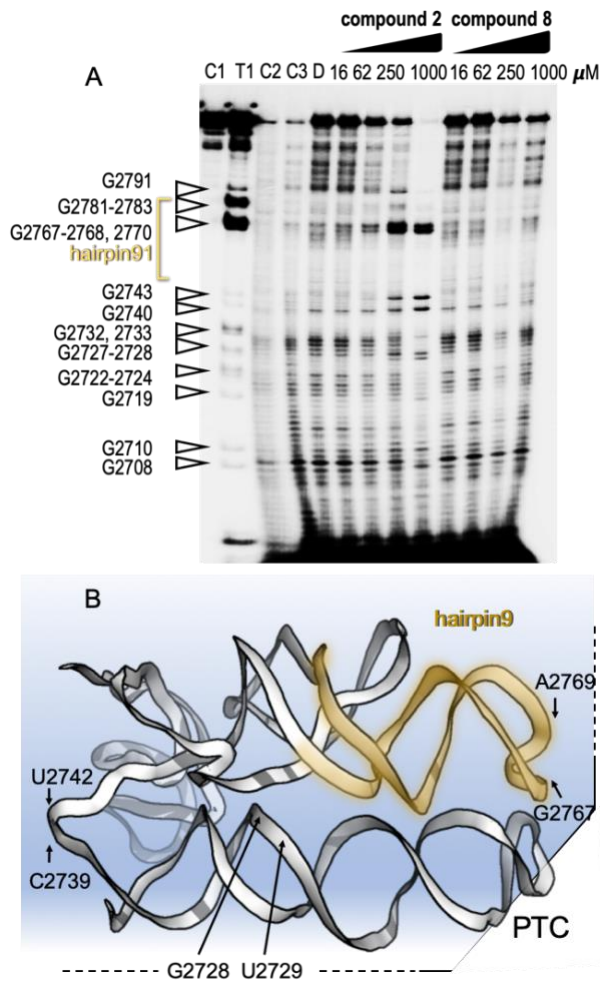 compound 2 compound 8
A
C1 T1 C2 C3 D 16 62 250 1000 16 62 250 1000 μM
G2791
G2781-2783
G2767-2768, 2770
hairpin91
G2743
G2740
G2732, 2733
G2727-2728
G2722-2724
G2719
G2710
G2708
B
hairpin9
A2769
U2742
G2767
C2739
PTC
G2728 U2729